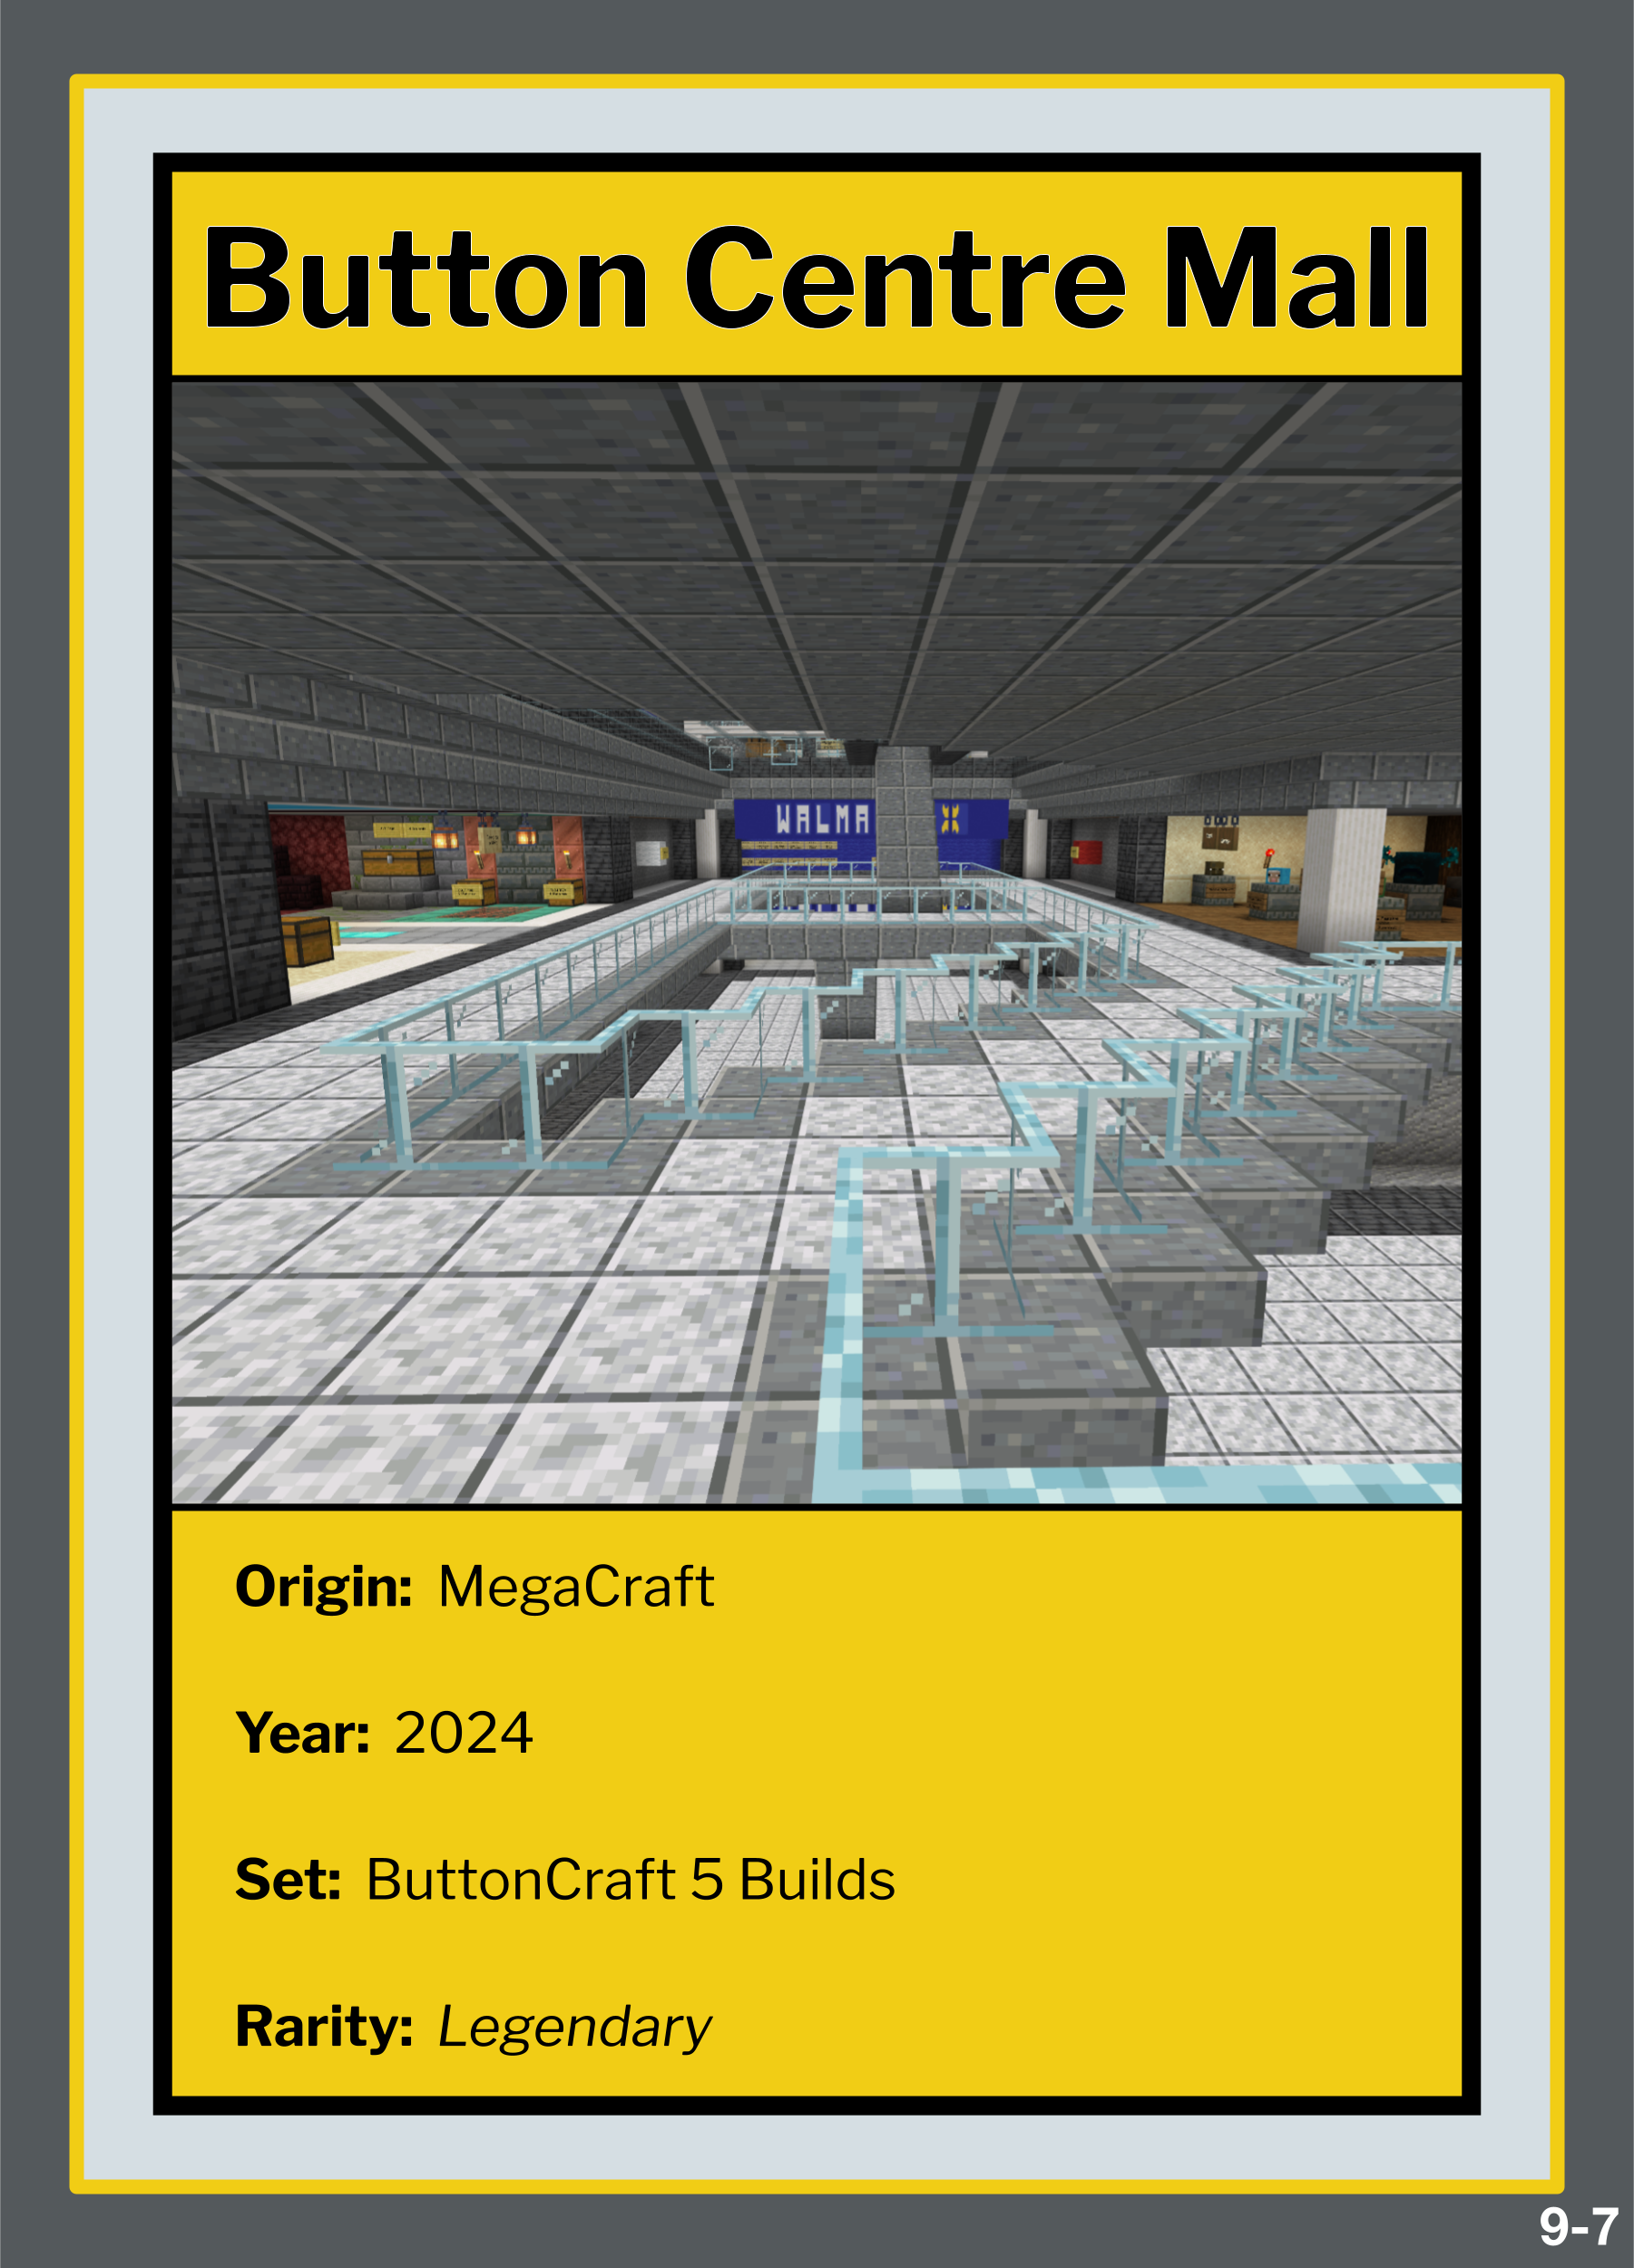 Button Centre Mall
WALMA
Origin: MegaCraft
Year: 2024
Set: ButtonCraft 5 Builds
Rarity: Legendary
9-7